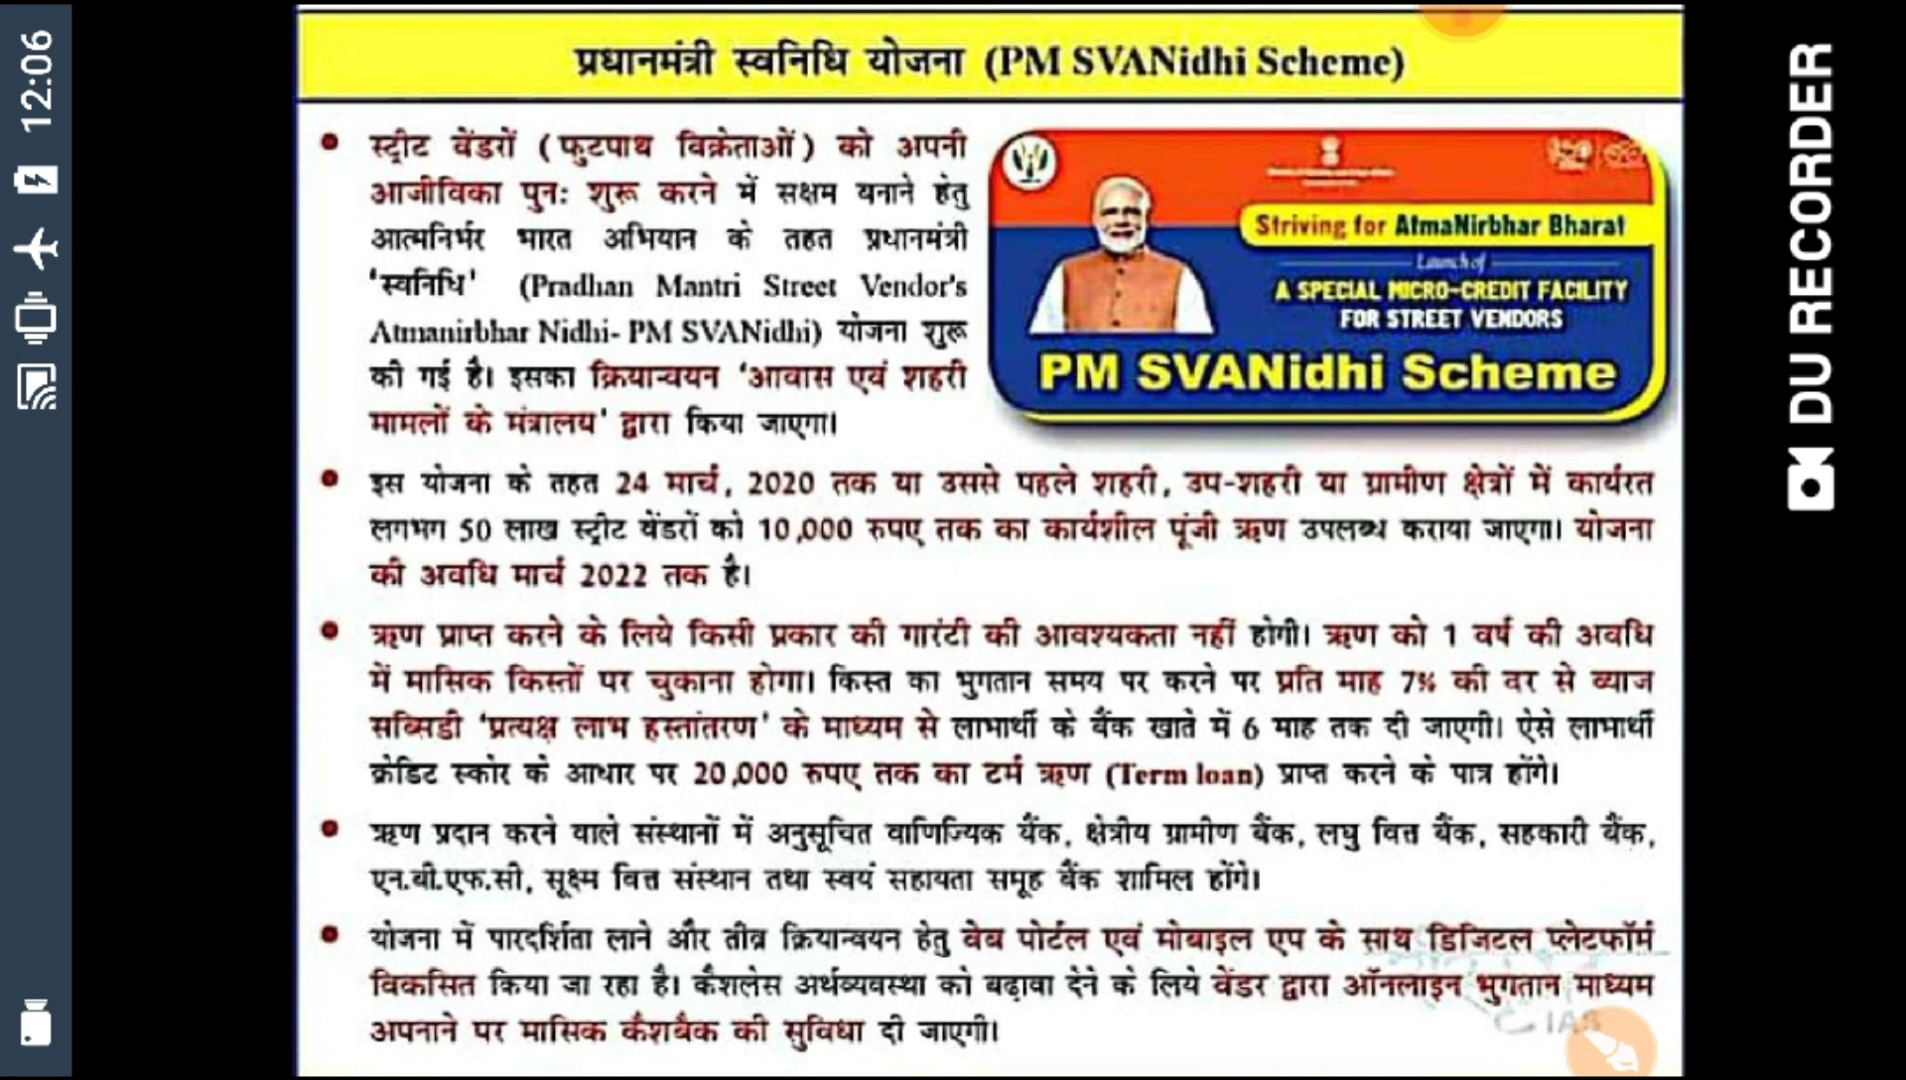 12:06
प्रधानमंत्री स्वनिधि योजना (PM SVANidhi Scheme)
स्ट्रीट वेंडरों (फुटपाथ विक्रेताओं) को अपनी
आजीविका पुनः शुरू करने में सक्षम बनाने हेतु
आत्मनिर्भर भारत अभियान के तहत प्रधानमंत्री
'स्वनिधि' (Pradhan Mantri Street Vendor's
Atmanirbhar Nidhi- PM SVANidhi) योजना शुरू
की गई है। इसका क्रियान्वयन 'आवास एवं शहरी
मामलों के मंत्रालय' द्वारा किया जाएगा।
Striving for AtmaNirbhar Bharat
Launch of
A SPECIAL MICRO-CREDIT FACILITY
FOR STREET VENDORS
PM SVANidhi Scheme
इस योजना के तहत 24 मार्च, 2020 तक या उससे पहले शहरी, उप-शहरी या ग्रामीण क्षेत्रों में कार्यरत
लगभग 50 लाख स्ट्रीट वेंडरों को 10,000 रुपए तक का कार्यशील पूंजी ऋण उपलब्ध कराया जाएगा। योजना
की अवधि मार्च 2022 तक है।
ऋण प्राप्त करने के लिये किसी प्रकार की गारंटी की आवश्यकता नहीं होगी। ऋण को 1 वर्ष की अवधि
में मासिक किस्तों पर चुकाना होगा। किस्त का भुगतान समय पर करने पर प्रति माह 7% की दर से ब्याज
सब्सिडी 'प्रत्यक्ष लाभ हस्तांतरण' के माध्यम से लाभार्थी के बैंक खाते में 6 माह तक दी जाएगी। ऐसे लाभार्थी
क्रेडिट स्कोर के आधार पर 20,000 रुपए तक का टर्म ऋण (Term loan) प्राप्त करने के पात्र होंगे।
ऋण प्रदान करने वाले संस्थानों में अनुसूचित वाणिज्यिक बैंक, क्षेत्रीय ग्रामीण बैंक, लघु वित्त बैंक, सहकारी बैंक,
एन.बी.एफ.सी, सूक्ष्म वित्त संस्थान तथा स्वयं सहायता समूह बैंक शामिल होंगे।
योजना में पारदर्शिता लाने और तीव्र क्रियान्वयन हेतु वेब पोर्टल एवं मोबाइल एप के साथ डिजिटल प्लेटफॉर्म
विकसित किया जा रहा है। कैशलेस अर्थव्यवस्था को बढ़ावा देने के लिये वेंडर द्वारा ऑनलाइन भुगतान माध्यम
अपनाने पर मासिक कैशबैक की सुविधा दी जाएगी।
DU RECORDER